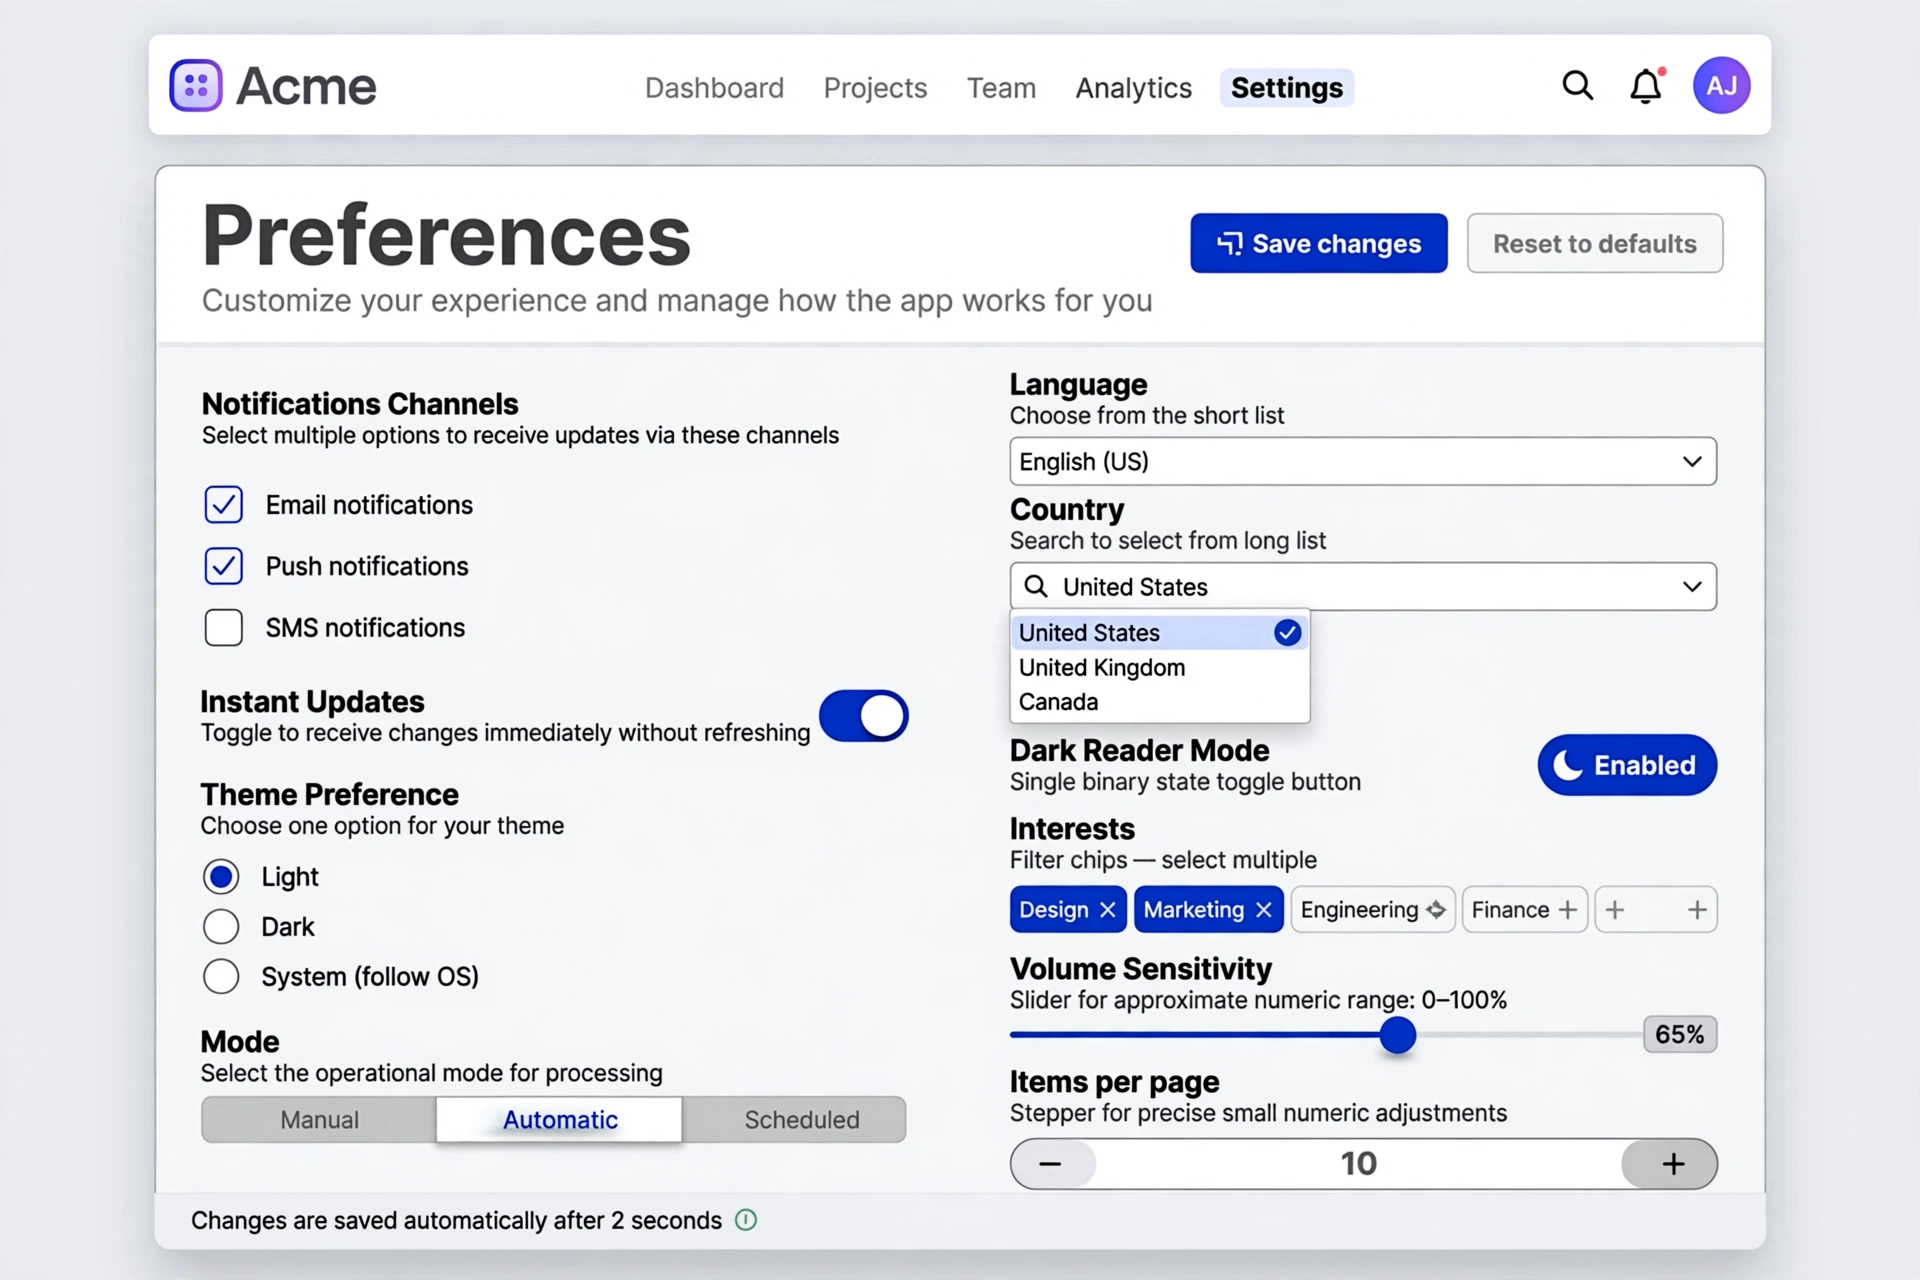 Acme
Dashboard Projects Team Analytics Settings
AJ
Preferences
Customize your experience and manage how the app works for you
Save changes
Reset to defaults
Notifications Channels
Select multiple options to receive updates via these channels
Email notifications
Push notifications
SMS notifications
Instant Updates
Toggle to receive changes immediately without refreshing
Theme Preference
Choose one option for your theme
Light
Dark
System (follow OS)
Mode
Select the operational mode for processing
Manual Automatic Scheduled
Language
Choose from the short list
English (US)
Country
Search to select from long list
United States
United States
United Kingdom
Canada
Dark Reader Mode
Single binary state toggle button
Enabled
Interests
Filter chips — select multiple
Design Marketing Engineering Finance
Volume Sensitivity
Slider for approximate numeric range: 0–100%
65%
Items per page
Stepper for precise small numeric adjustments
− 10 +
Changes are saved automatically after 2 seconds